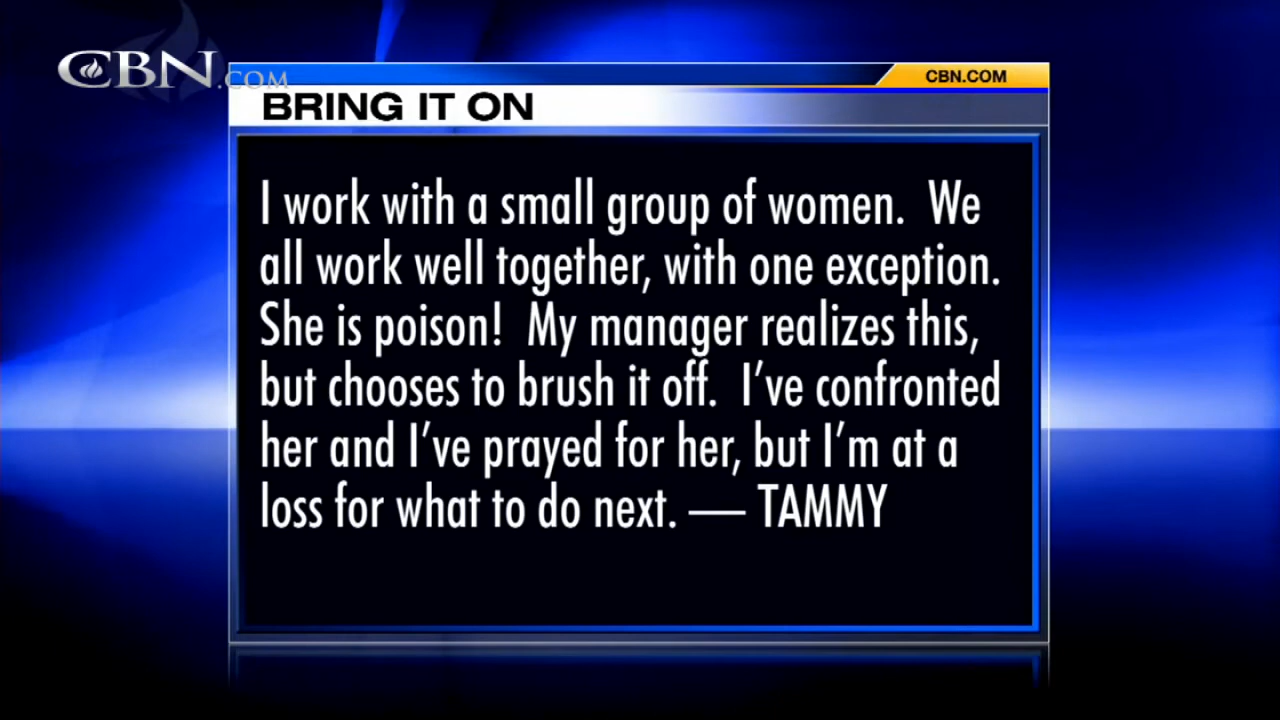 CBN.COM
CBN.COM
BRING IT ON
I work with a small group of women.  We
all work well together, with one exception.
She is poison!  My manager realizes this,
but chooses to brush it off.  I’ve confronted
her and I’ve prayed for her, but I’m at a
loss for what to do next. — TAMMY